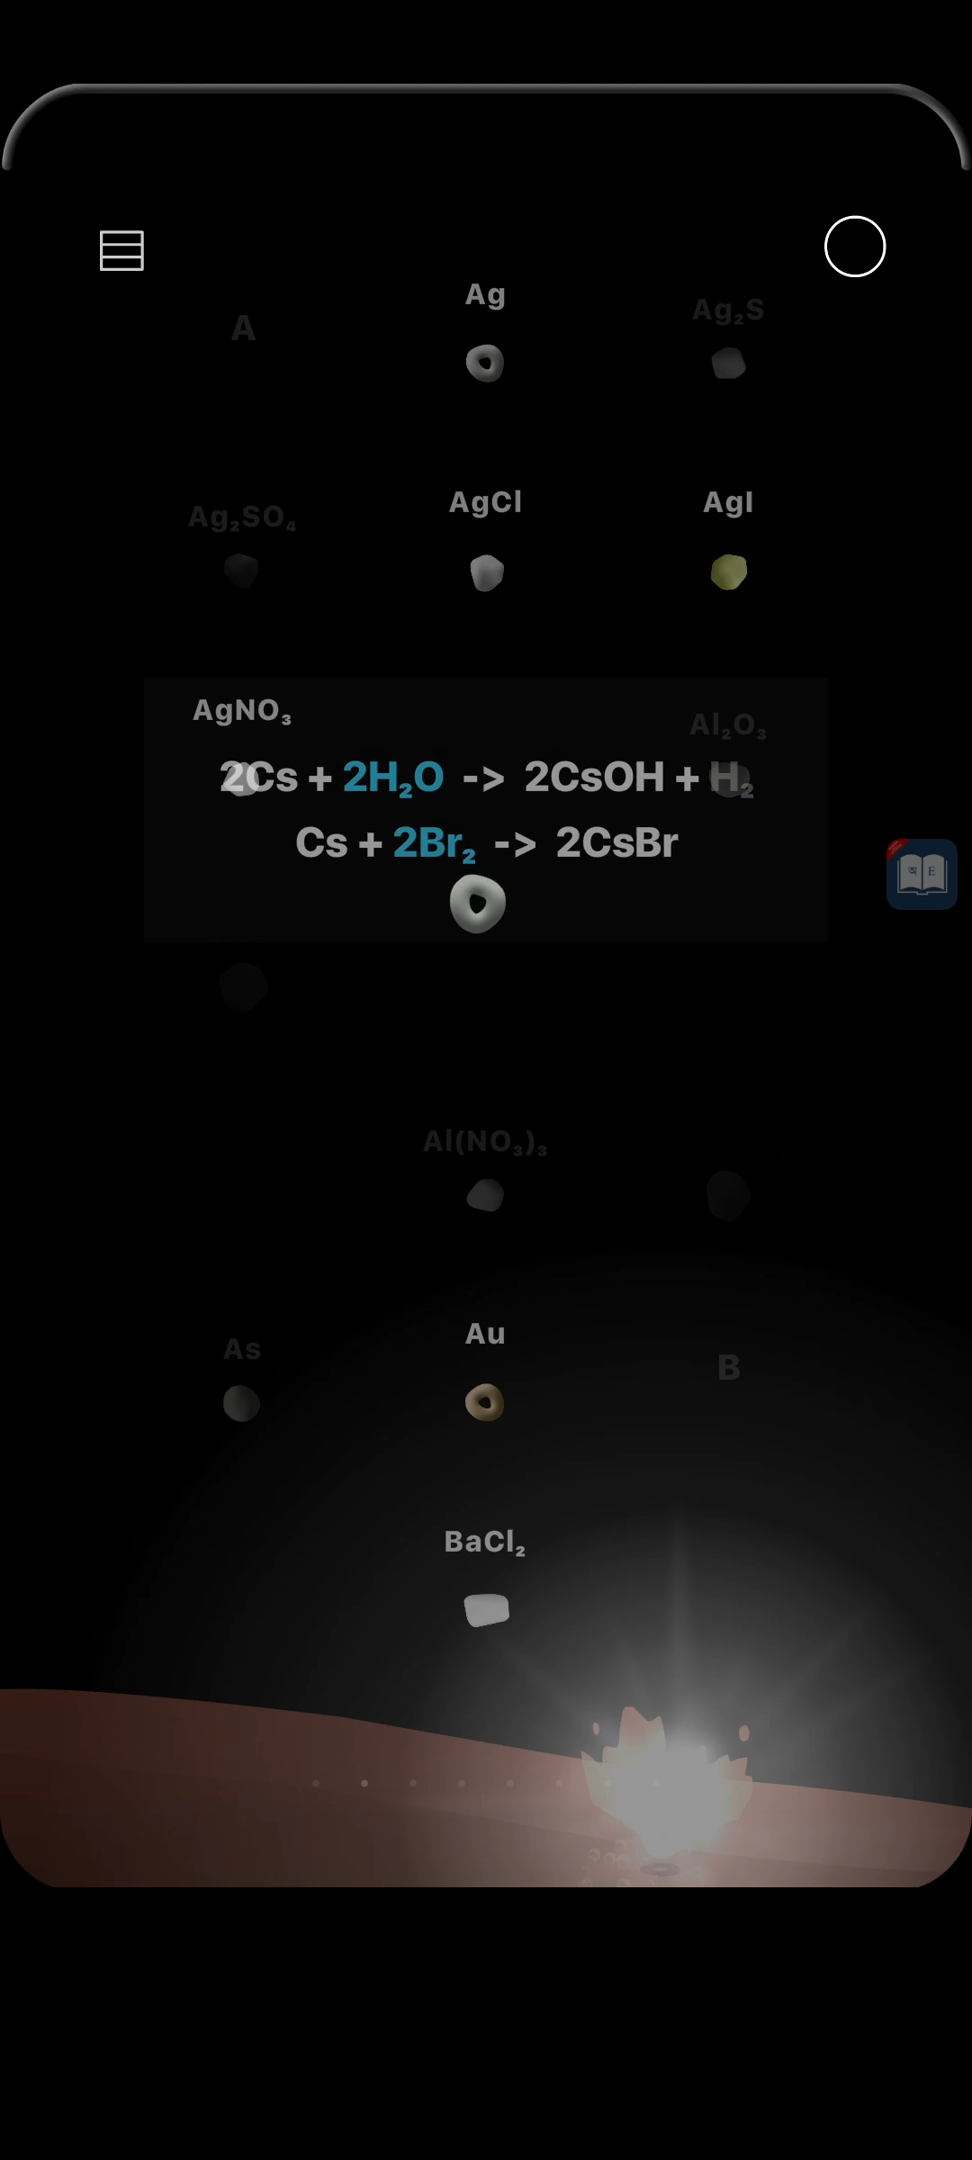 Ag
A
Ag₂S
Ag₂SO₄
AgCl
AgI
AgNO₃
Al₂O₃
2Cs + 2H₂O -> 2CsOH + H₂
Cs + 2Br₂ -> 2CsBr
অ E
Al(NO₃)₃
As
Au
B
BaCl₂